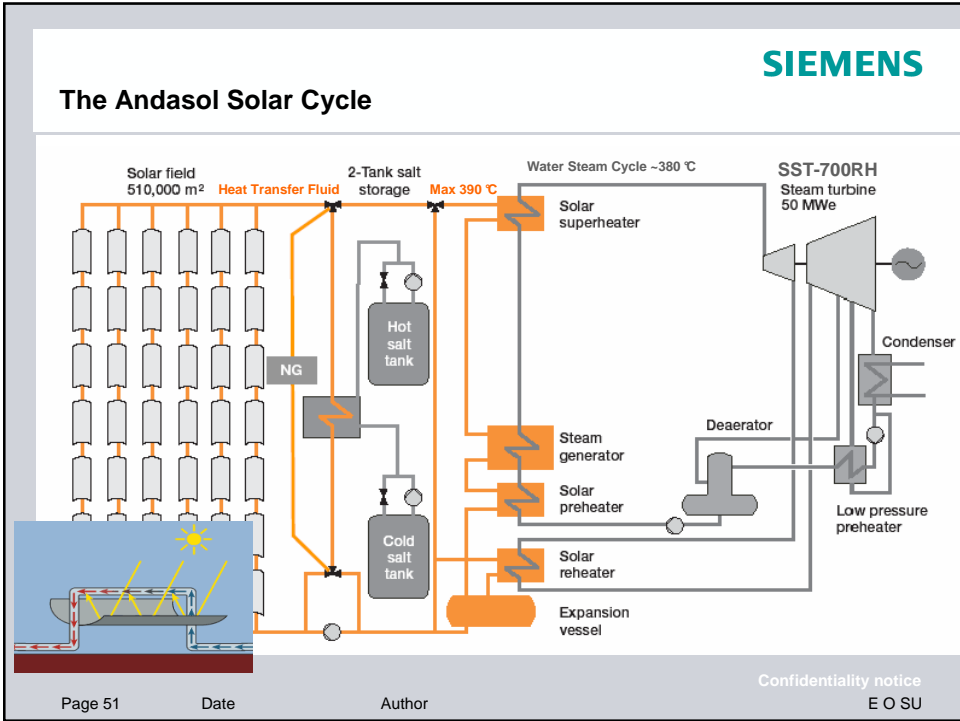 SIEMENS
The Andasol Solar Cycle
Solar field
510,000 m²
Heat Transfer Fluid
2-Tank salt
storage
Max 390 °C
Water Steam Cycle ~380 °C
SST-700RH
Steam turbine
50 MWe
Solar
superheater
Hot
salt
tank
NG
Condenser
Deaerator
Steam
generator
Solar
preheater
Low pressure
preheater
Cold
salt
tank
Solar
reheater
Expansion
vessel
Confidentiality notice
Page 51 Date Author E O SU